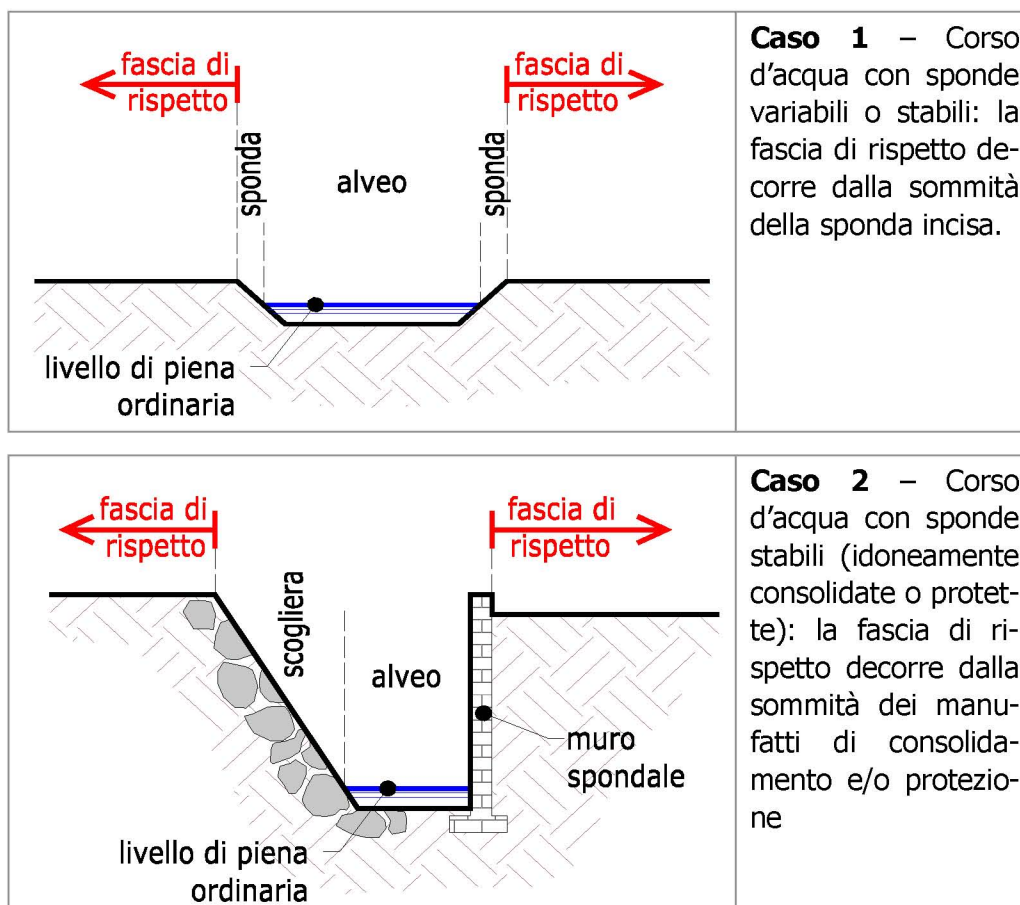 fascia di
rispetto
fascia di
rispetto
sponda
alveo
sponda
livello di piena
ordinaria
Caso 1 – Corso
d'acqua con sponde
variabili o stabili: la
fascia di rispetto de-
corre dalla sommità
della sponda incisa.
fascia di
rispetto
fascia di
rispetto
scogliera
alveo
muro
spondale
livello di piena
ordinaria
Caso 2 – Corso
d'acqua con sponde
stabili (idoneamente
consolidate o protet-
te): la fascia di ri-
spetto decorre dalla
sommità dei manu-
fatti di consolida-
mento e/o protezio-
ne